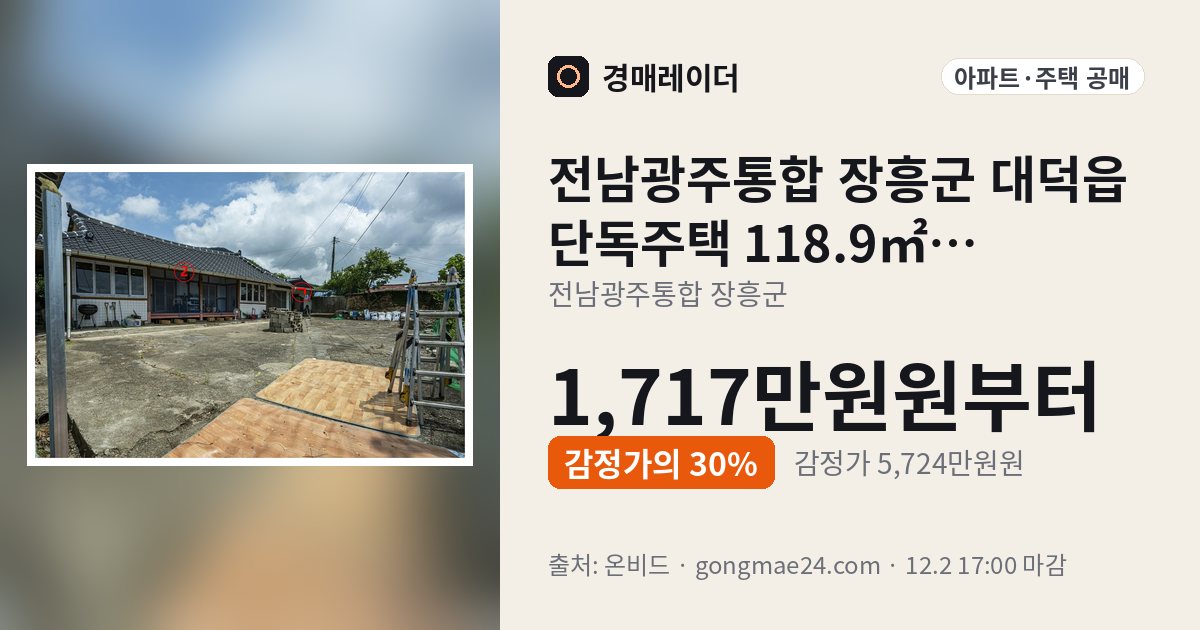 경매레이더
아파트·주택 공매
전남광주통합 장흥군 대덕읍
단독주택 118.9㎡…
전남광주통합 장흥군
1,717만원원부터
감정가의 30%
감정가 5,724만원원
출처: 온비드 · gongmae24.com · 12.2 17:00 마감
②